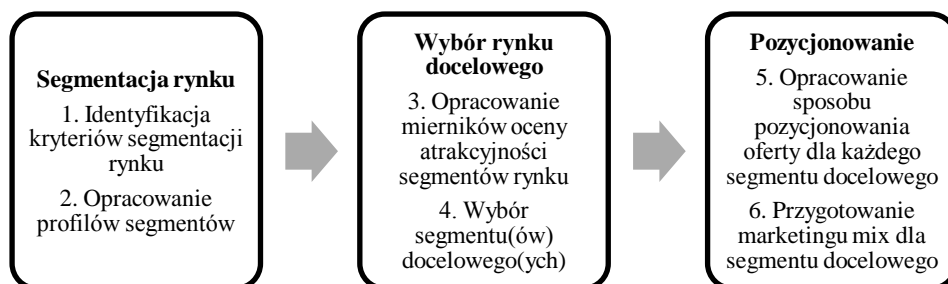 Segmentacja rynku
1. Identyfikacja
kryteriów segmentacji
rynku
2. Opracowanie
profilów segmentów
Wybór rynku
docelowego
3. Opracowanie
mierników oceny
atrakcyjności
segmentów rynku
4. Wybór
segmentu(ów)
docelowego(ych)
Pozycjonowanie
5. Opracowanie
sposobu
pozycjonowania
oferty dla każdego
segmentu docelowego
6. Przygotowanie
marketingu mix dla
segmentu docelowego